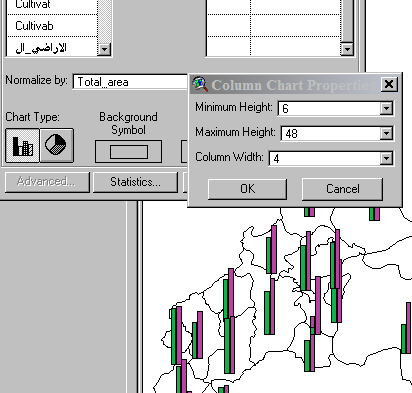 Cultivat
Cultivab
الاراضي_ال
Normalize by: Total_area
Chart Type:
Background Symbol
Advanced...
Statistics...
Column Chart Properties
Minimum Height: 6
Maximum Height: 48
Column Width: 4
OK
Cancel